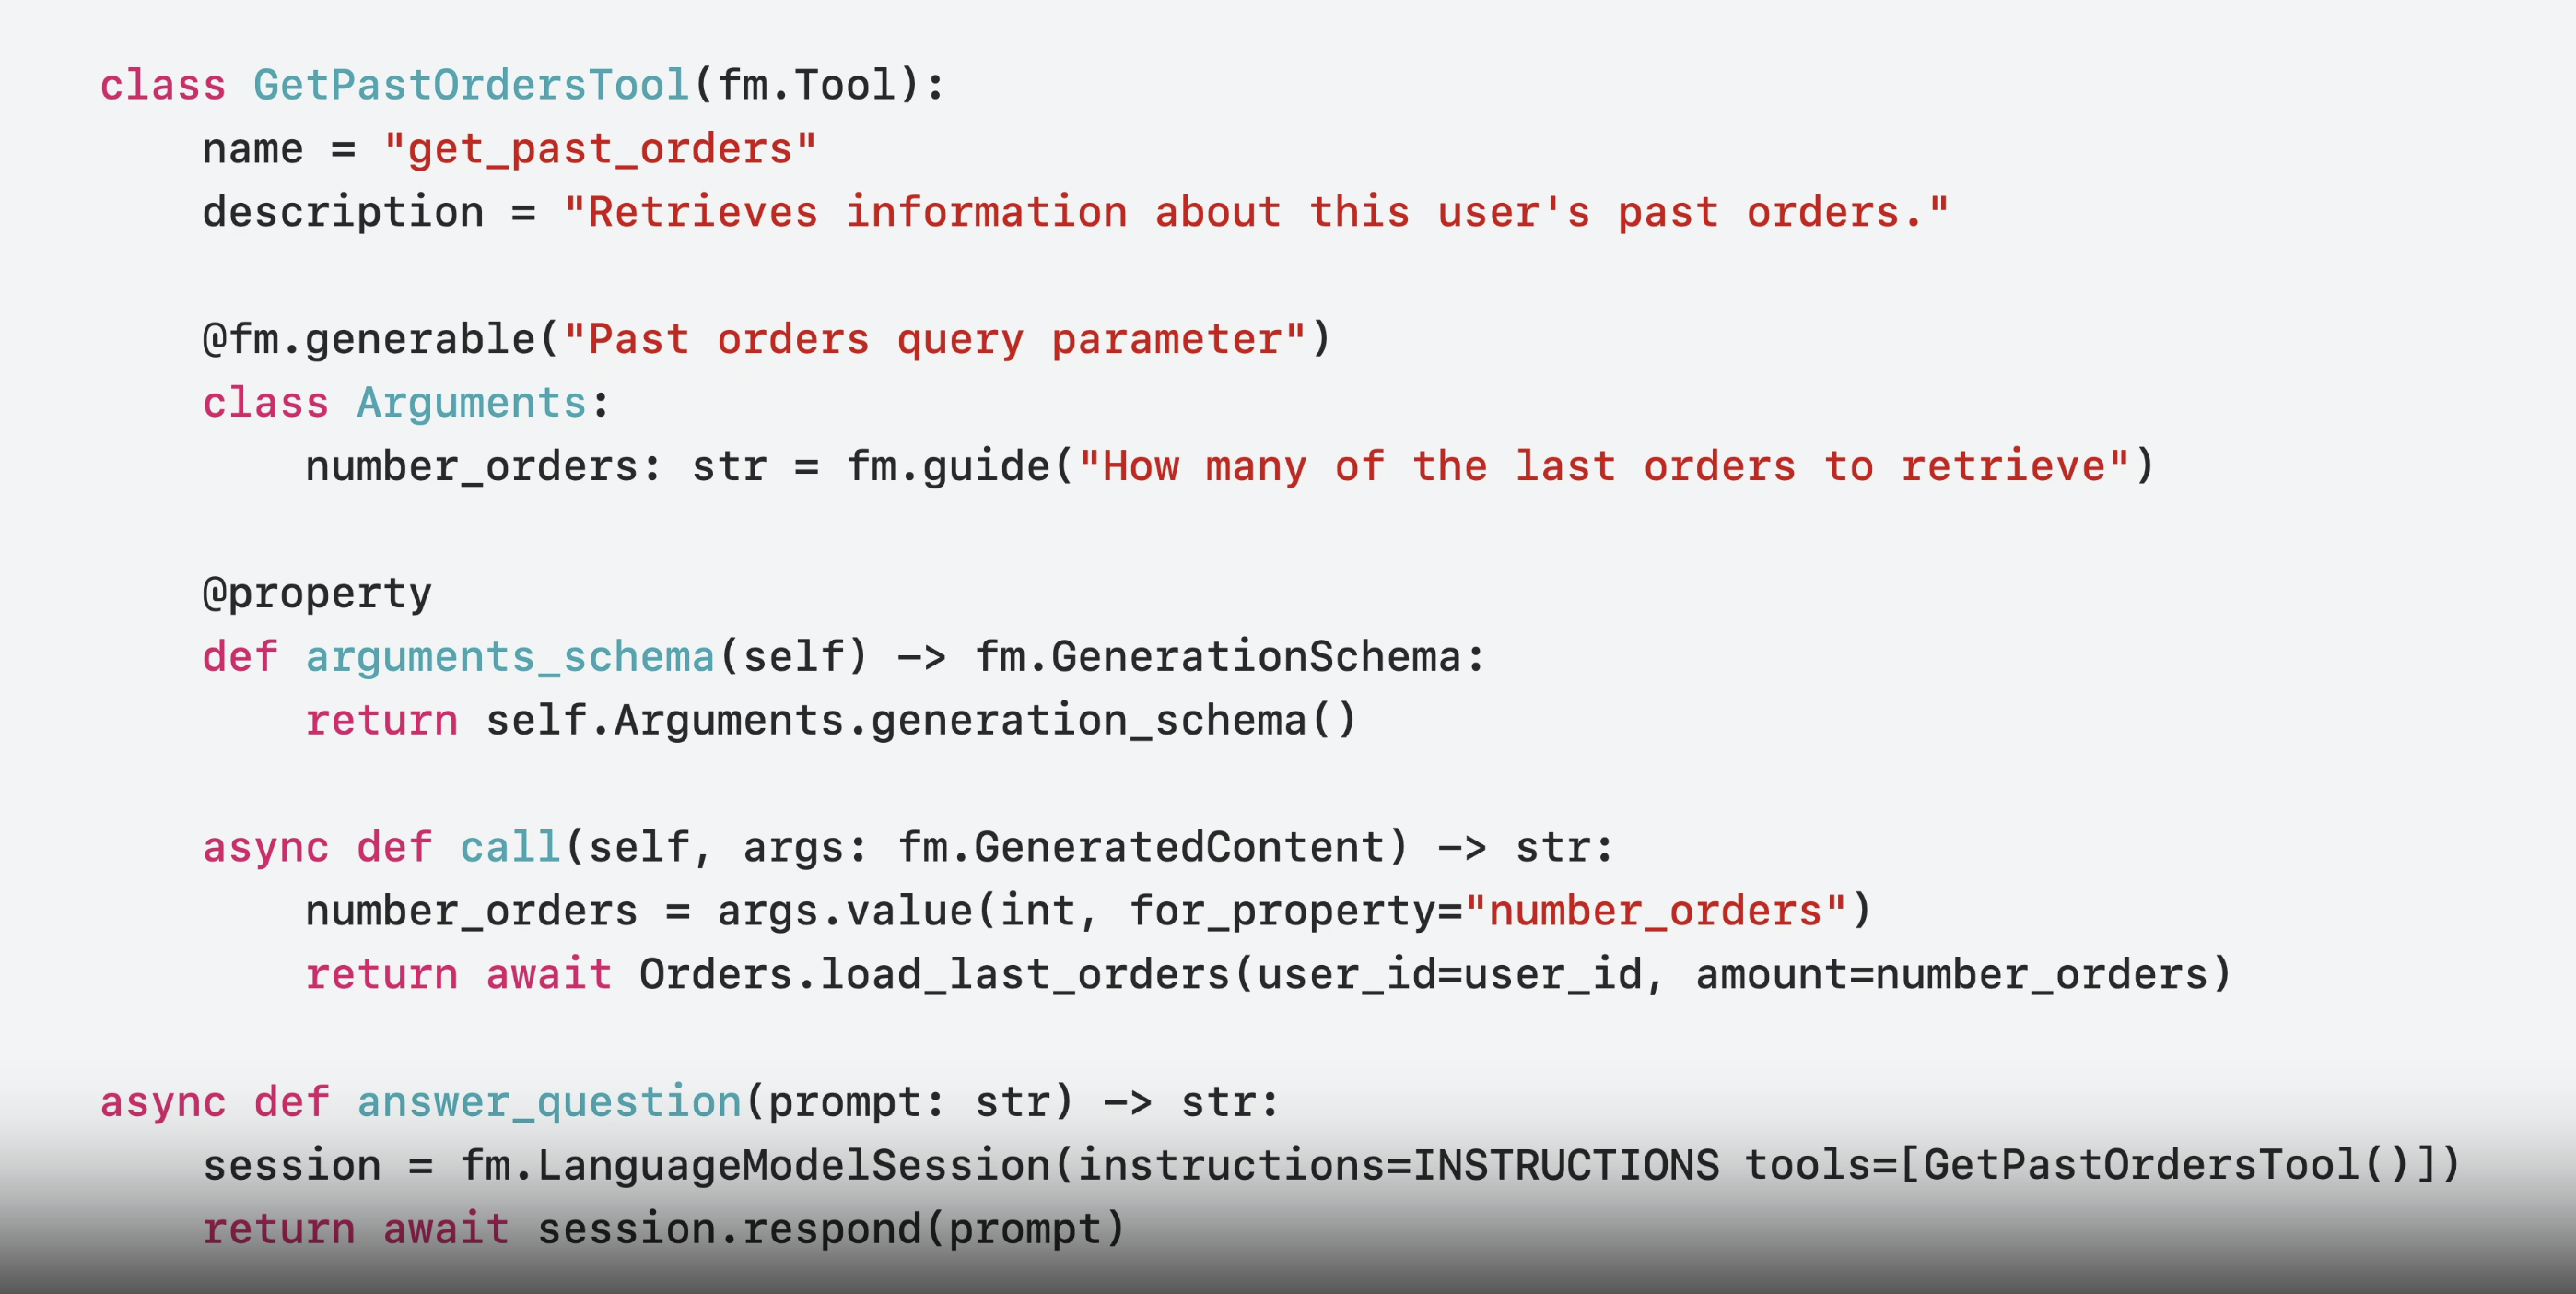 class GetPastOrdersTool(fm.Tool):
    name = "get_past_orders"
    description = "Retrieves information about this user's past orders."

    @fm.generable("Past orders query parameter")
    class Arguments:
        number_orders: str = fm.guide("How many of the last orders to retrieve")

    @property
    def arguments_schema(self) -> fm.GenerationSchema:
        return self.Arguments.generation_schema()

    async def call(self, args: fm.GeneratedContent) -> str:
        number_orders = args.value(int, for_property="number_orders")
        return await Orders.load_last_orders(user_id=user_id, amount=number_orders)

async def answer_question(prompt: str) -> str:
    session = fm.LanguageModelSession(instructions=INSTRUCTIONS tools=[GetPastOrdersTool()])
    return await session.respond(prompt)